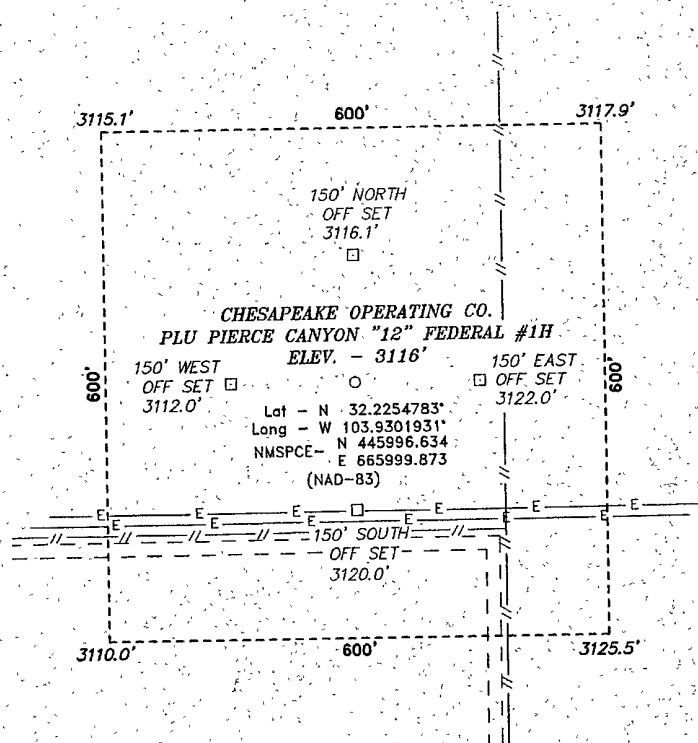 3115.1'
600'
3117.9'
150' NORTH
OFF SET
3116.1'
CHESAPEAKE OPERATING CO.
PLU PIERCE CANYON "12" FEDERAL #1H
ELEV. - 3116'
150' WEST
OFF SET
3112.0'
150' EAST
OFF SET
3122.0'
600'
600'
Lat - N 32.2254783°
Long - W 103.9301931°
NMSPCE- N 445996.634
E 665999.873
(NAD-83)
E E E E E E
E E E E E E
150' SOUTH
OFF SET
3120.0'
3110.0'
600'
3125.5'